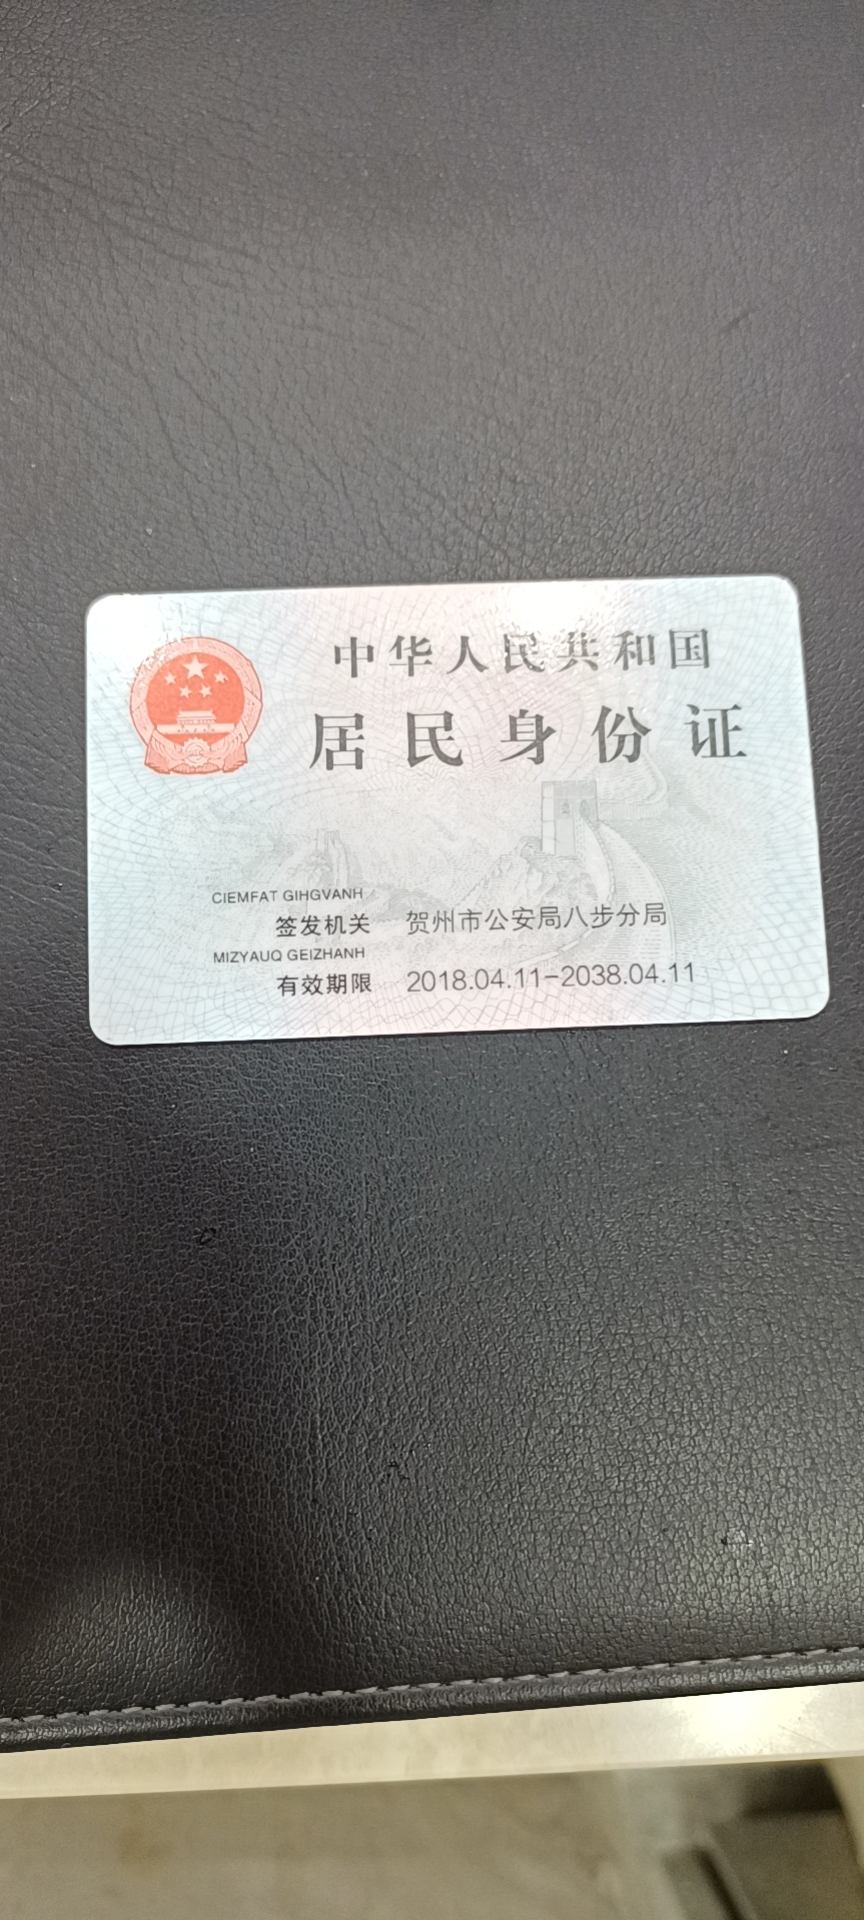 中华人民共和国
居民身份证
CIEMFAT GIHGVANH
签发机关 贺州市公安局八步分局
MIZYAUQ GEIZHANH
有效期限 2018.04.11-2038.04.11